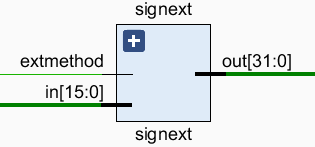 signext
extmethod
in[15:0]
out[31:0]
signext